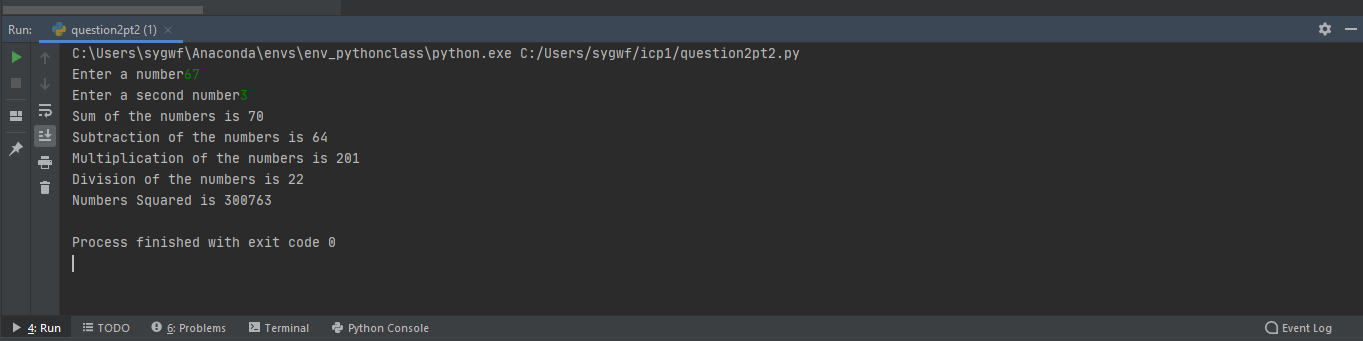 Run: question2pt2 (1)
C:\Users\sygwf\Anaconda\envs\env_pythonclass\python.exe C:/Users/sygwf/icp1/question2pt2.py
Enter a number67
Enter a second number3
Sum of the numbers is 70
Subtraction of the numbers is 64
Multiplication of the numbers is 201
Division of the numbers is 22
Numbers Squared is 300763
Process finished with exit code 0
4: Run TODO 6: Problems Terminal Python Console Event Log